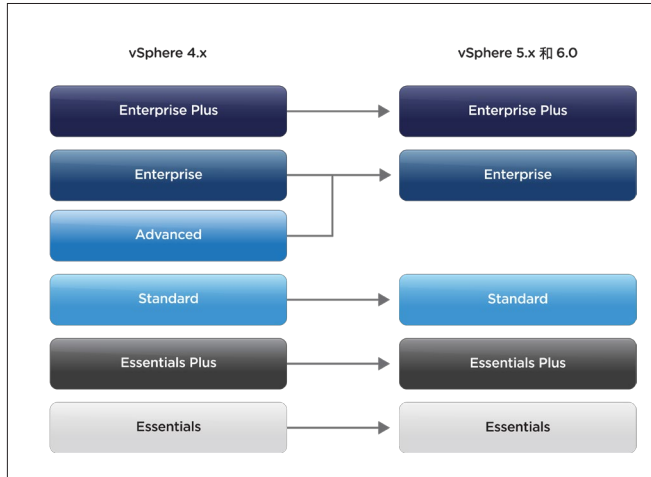 vSphere 4.x
vSphere 5.x 和 6.0
Enterprise Plus
Enterprise Plus
Enterprise
Enterprise
Advanced
Standard
Standard
Essentials Plus
Essentials Plus
Essentials
Essentials